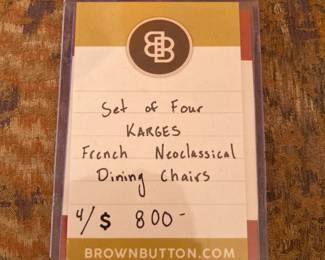 BB
Set of Four
KARGES
French Neoclassical
Dining Chairs
4/ $ 800-
BROWNBUTTON.COM